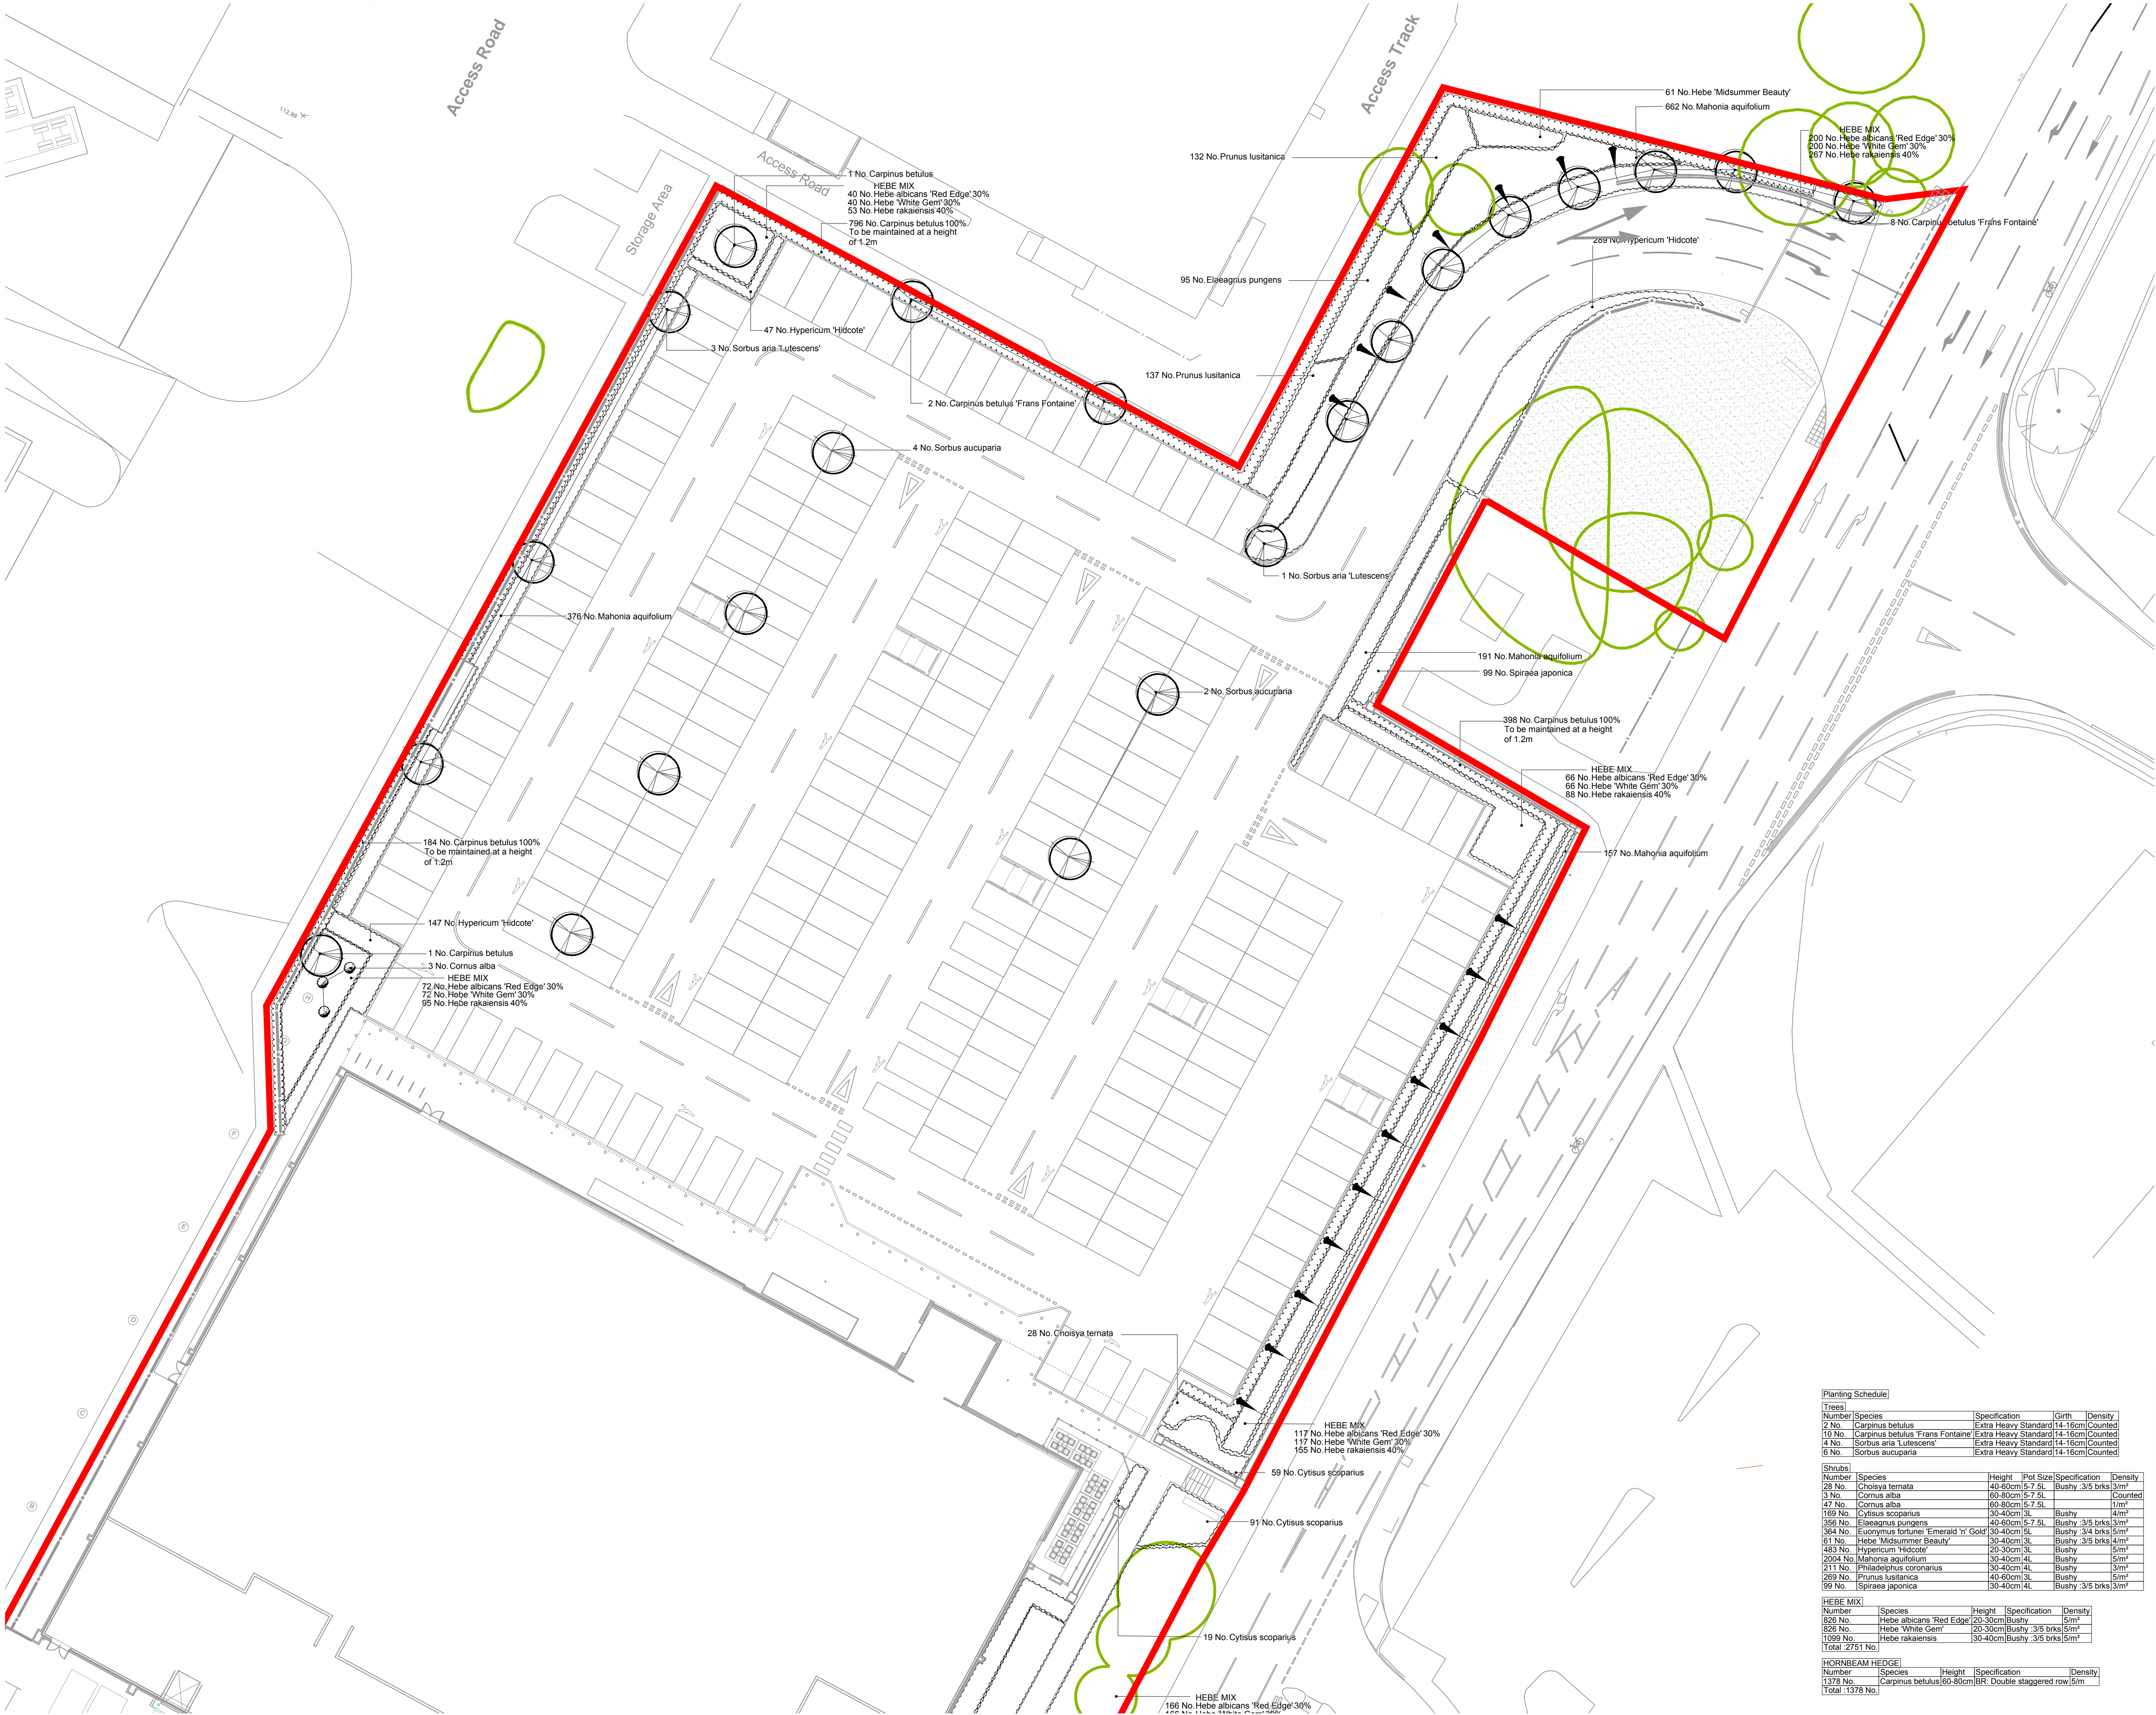 Access Road
Access Track
112.99
Access Road
Storage Area
61 No. Hebe 'Midsummer Beauty'
662 No. Mahonia aquifolium
HEBE MIX
200 No. Hebe albicans 'Red Edge' 30%
200 No. Hebe 'White Gem' 30%
267 No. Hebe rakaiensis 40%
132 No. Prunus lusitanica
1 No. Carpinus betulus
HEBE MIX
40 No. Hebe albicans 'Red Edge' 30%
40 No. Hebe 'White Gem' 30%
53 No. Hebe rakaiensis 40%
796 No. Carpinus betulus 100%
To be maintained at a height
of 1.2m
8 No. Carpinus betulus 'Frans Fontaine'
289 No. Hypericum 'Hidcote'
95 No. Elaeagnus pungens
47 No. Hypericum 'Hidcote'
3 No. Sorbus aria 'Lutescens'
137 No. Prunus lusitanica
2 No. Carpinus betulus 'Frans Fontaine'
4 No. Sorbus aucuparia
1 No. Sorbus aria 'Lutescens'
376 No. Mahonia aquifolium
191 No. Mahonia aquifolium
99 No. Spiraea japonica
2 No. Sorbus aucuparia
398 No. Carpinus betulus 100%
To be maintained at a height
of 1.2m
HEBE MIX
66 No. Hebe albicans 'Red Edge' 30%
66 No. Hebe 'White Gem' 30%
88 No. Hebe rakaiensis 40%
184 No. Carpinus betulus 100%
To be maintained at a height
of 1.2m
157 No. Mahonia aquifolium
147 No. Hypericum 'Hidcote'
1 No. Carpinus betulus
3 No. Cornus alba
HEBE MIX
72 No. Hebe albicans 'Red Edge' 30%
72 No. Hebe 'White Gem' 30%
95 No. Hebe rakaiensis 40%
H
G
F
E
D
C
B
28 No. Choisya ternata
HEBE MIX
117 No. Hebe albicans 'Red Edge' 30%
117 No. Hebe 'White Gem' 30%
155 No. Hebe rakaiensis 40%
59 No. Cytisus scoparius
91 No. Cytisus scoparius
19 No. Cytisus scoparius
HEBE MIX
166 No. Hebe albicans 'Red Edge' 30%
166 No. Hebe 'White Gem' 30%
Planting Schedule
Trees
Number Species Specification Girth Density
2 No. Carpinus betulus Extra Heavy Standard 14-16cm Counted
10 No. Carpinus betulus 'Frans Fontaine' Extra Heavy Standard 14-16cm Counted
4 No. Sorbus aria 'Lutescens' Extra Heavy Standard 14-16cm Counted
6 No. Sorbus aucuparia Extra Heavy Standard 14-16cm Counted
Shrubs
Number Species Height Pot Size Specification Density
28 No. Choisya ternata 40-60cm 5-7.5L Bushy :3/5 brks 3/m²
3 No. Cornus alba 60-80cm 5-7.5L Counted
47 No. Cornus alba 60-80cm 5-7.5L 1/m²
169 No. Cytisus scoparius 30-40cm 3L Bushy 4/m²
356 No. Elaeagnus pungens 40-60cm 5-7.5L Bushy :3/5 brks 3/m²
364 No. Euonymus fortunei 'Emerald 'n' Gold' 30-40cm 5L Bushy :3/4 brks 5/m²
61 No. Hebe 'Midsummer Beauty' 30-40cm 3L Bushy :3/5 brks 4/m²
483 No. Hypericum 'Hidcote' 20-30cm 3L Bushy 5/m²
2004 No. Mahonia aquifolium 30-40cm 4L Bushy 5/m²
211 No. Philadelphus coronarius 30-40cm 4L Bushy 3/m²
269 No. Prunus lusitanica 40-60cm 3L Bushy 5/m²
99 No. Spiraea japonica 30-40cm 4L Bushy :3/5 brks 3/m²
HEBE MIX
Number Species Height Specification Density
826 No. Hebe albicans 'Red Edge' 20-30cm Bushy 5/m²
826 No. Hebe 'White Gem' 20-30cm Bushy :3/5 brks 5/m²
1099 No. Hebe rakaiensis 30-40cm Bushy :3/5 brks 5/m²
Total :2751 No.
HORNBEAM HEDGE
Number Species Height Specification Density
1378 No. Carpinus betulus 60-80cm BR: Double staggered row 5/m
Total :1378 No.